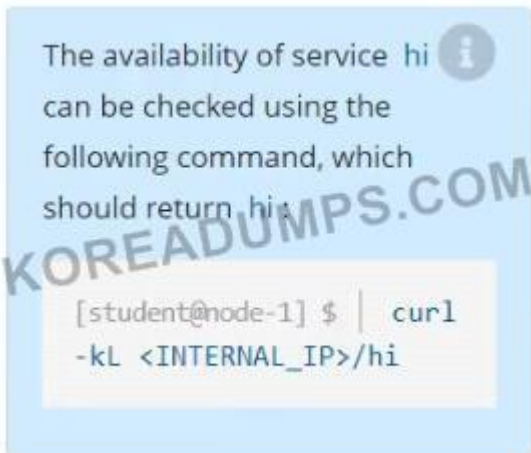 The availability of service hi
can be checked using the
following command, which
should return hi :
KOREADUMPS.COM
[student@node-1] $ | curl
-kL <INTERNAL_IP>/hi